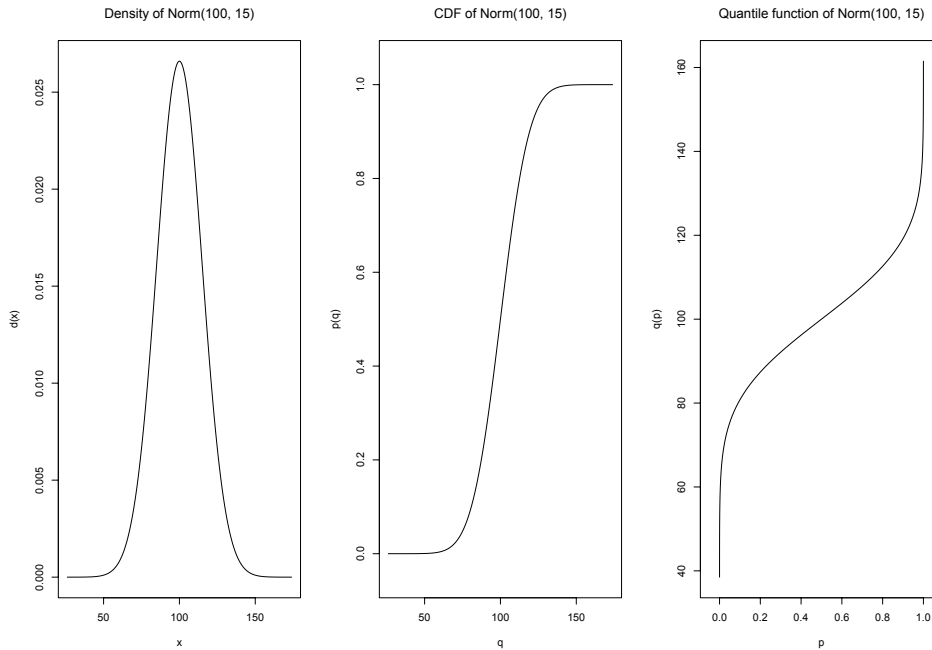 Density of Norm(100, 15)
d(x)
0.025
0.020
0.015
0.010
0.005
0.000
50 100 150
x
CDF of Norm(100, 15)
p(q)
1.0
0.8
0.6
0.4
0.2
0.0
50 100 150
q
Quantile function of Norm(100, 15)
q(p)
160
140
120
100
80
60
40
0.0 0.2 0.4 0.6 0.8 1.0
p